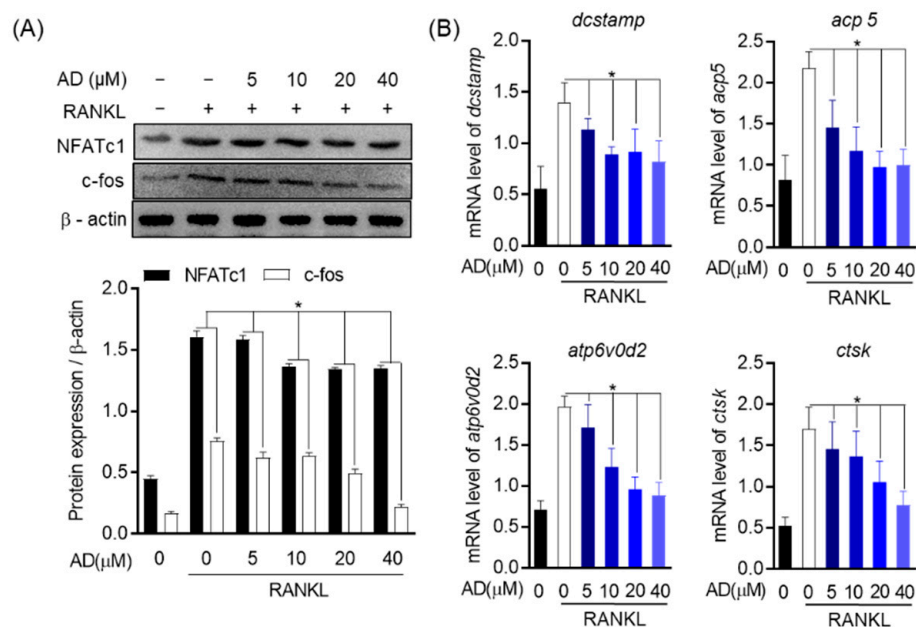 (A)
AD (μM) – – 5 10 20 40
RANKL – + + + + +
NFATc1
c-fos
β - actin
NFATc1 c-fos
Protein expression / β-actin
2.0
1.5
1.0
0.5
0.0
*
AD(μM) 0 0 5 10 20 40
RANKL
(B)
dcstamp
mRNA level of dcstamp
2.0
1.5
1.0
0.5
0.0
*
AD(μM) 0 0 5 10 20 40
RANKL
acp 5
mRNA level of acp5
2.5
2.0
1.5
1.0
0.5
0.0
*
AD(μM) 0 0 5 10 20 40
RANKL
atp6v0d2
mRNA level of atp6v0d2
2.5
2.0
1.5
1.0
0.5
0.0
*
AD(μM) 0 0 5 10 20 40
RANKL
ctsk
mRNA level of ctsk
2.5
2.0
1.5
1.0
0.5
0.0
*
AD(μM) 0 0 5 10 20 40
RANKL